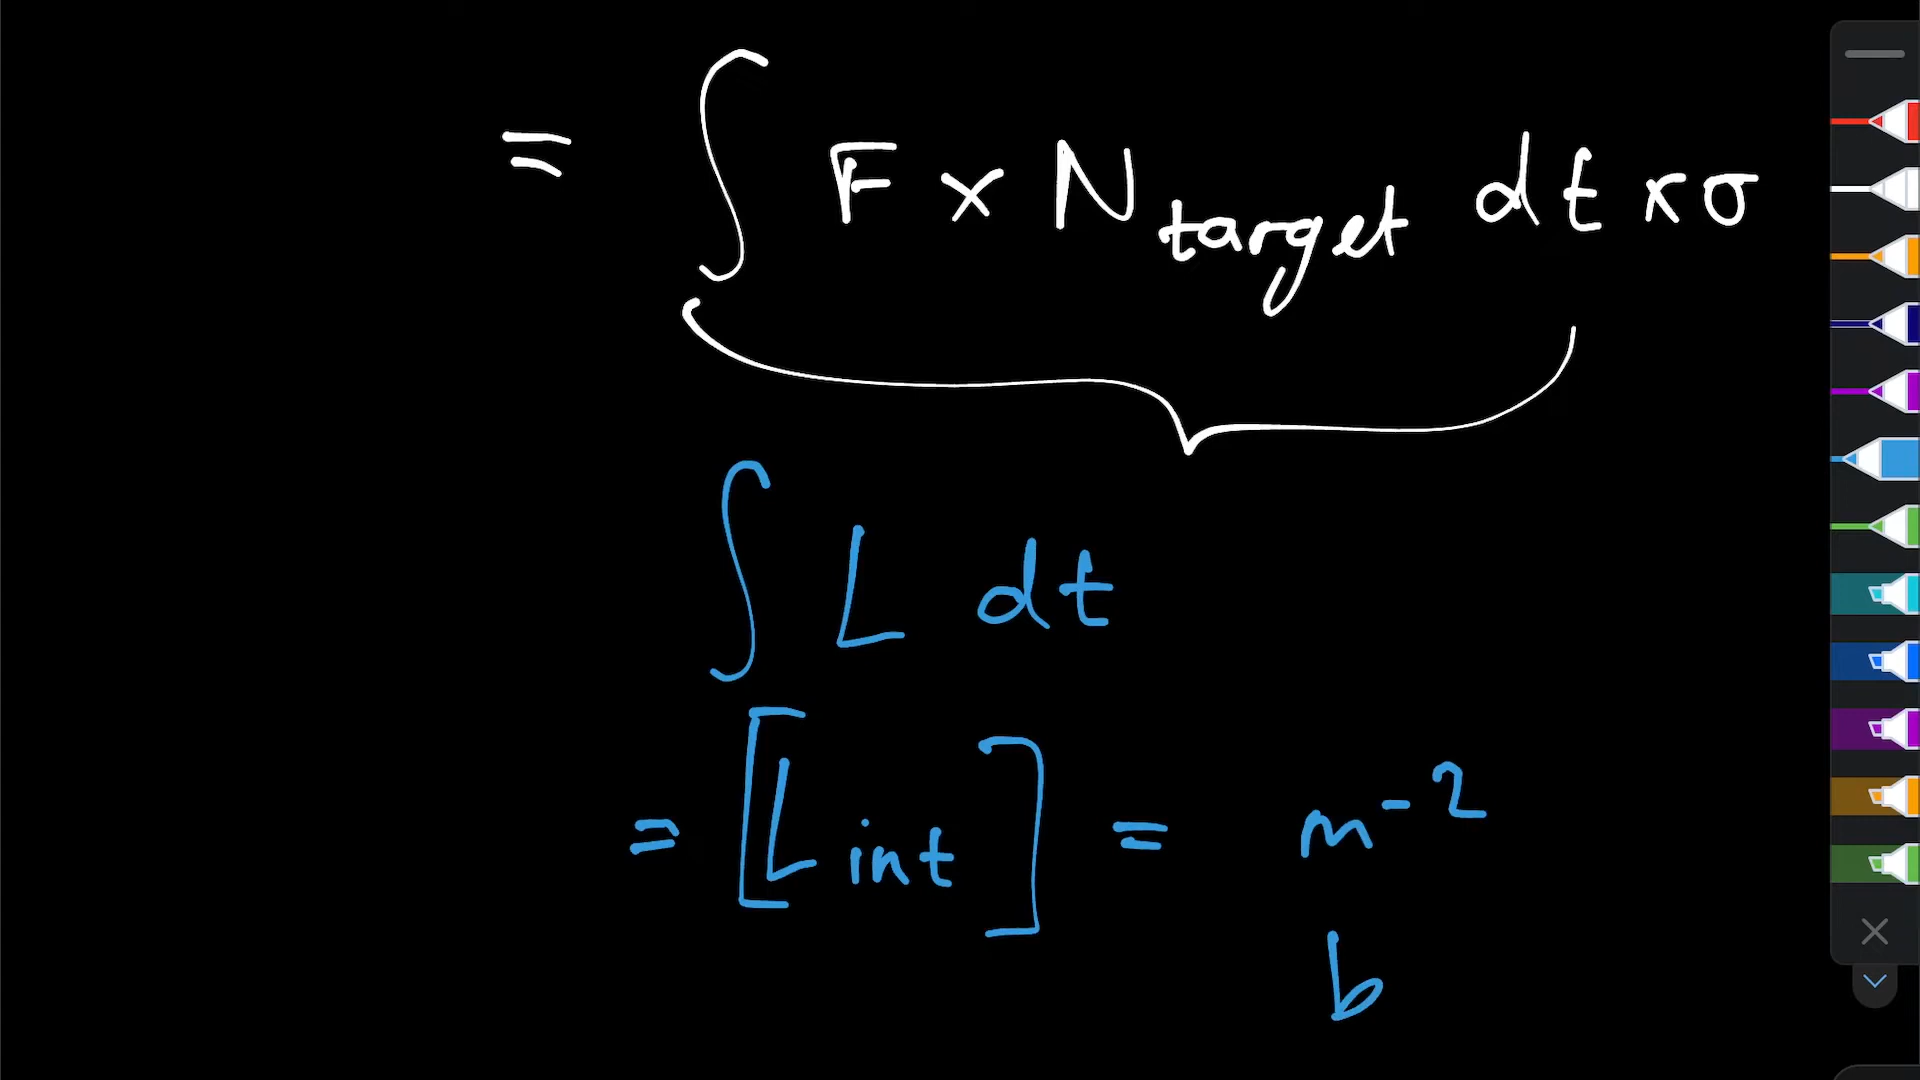 = ∫ F × N_target dt × σ
∫ L dt
= [L_int] = m^-2
b